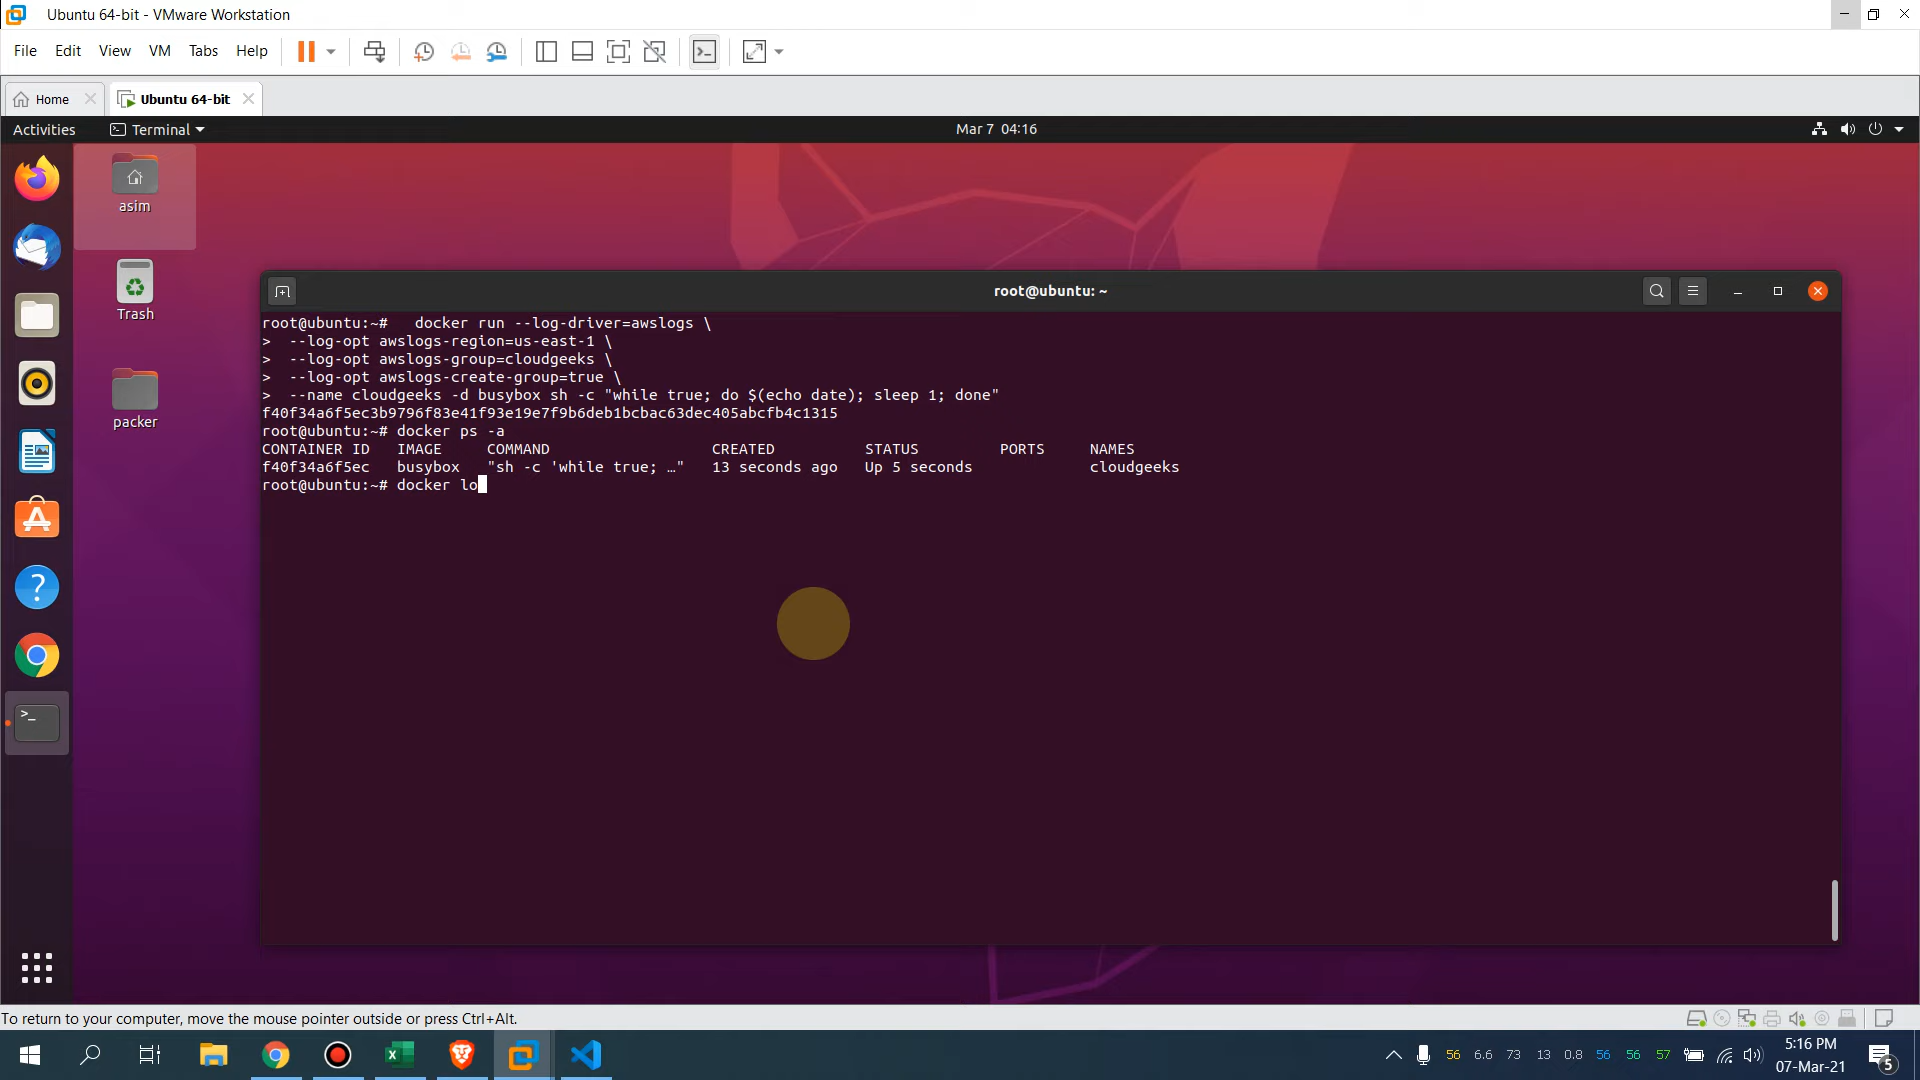 Ubuntu 64-bit - VMware Workstation
File Edit View VM Tabs Help
Home
Ubuntu 64-bit
Activities
Terminal
Mar 7 04:16
asim
Trash
packer
root@ubuntu: ~
root@ubuntu:~#   docker run --log-driver=awslogs \
>  --log-opt awslogs-region=us-east-1 \
>  --log-opt awslogs-group=cloudgeeks \
>  --log-opt awslogs-create-group=true \
>  --name cloudgeeks -d busybox sh -c "while true; do $(echo date); sleep 1; done"
f40f34a6f5ec3b9796f83e41f93e19e7f9b6deb1bcbac63dec405abcfb4c1315
root@ubuntu:~# docker ps -a
CONTAINER ID   IMAGE     COMMAND                  CREATED          STATUS         PORTS     NAMES
f40f34a6f5ec   busybox   "sh -c 'while true; …"   13 seconds ago   Up 5 seconds             cloudgeeks
root@ubuntu:~# docker lo
To return to your computer, move the mouse pointer outside or press Ctrl+Alt.
56 6.6 73 13 0.8 56 56 57
5:16 PM
07-Mar-21
5